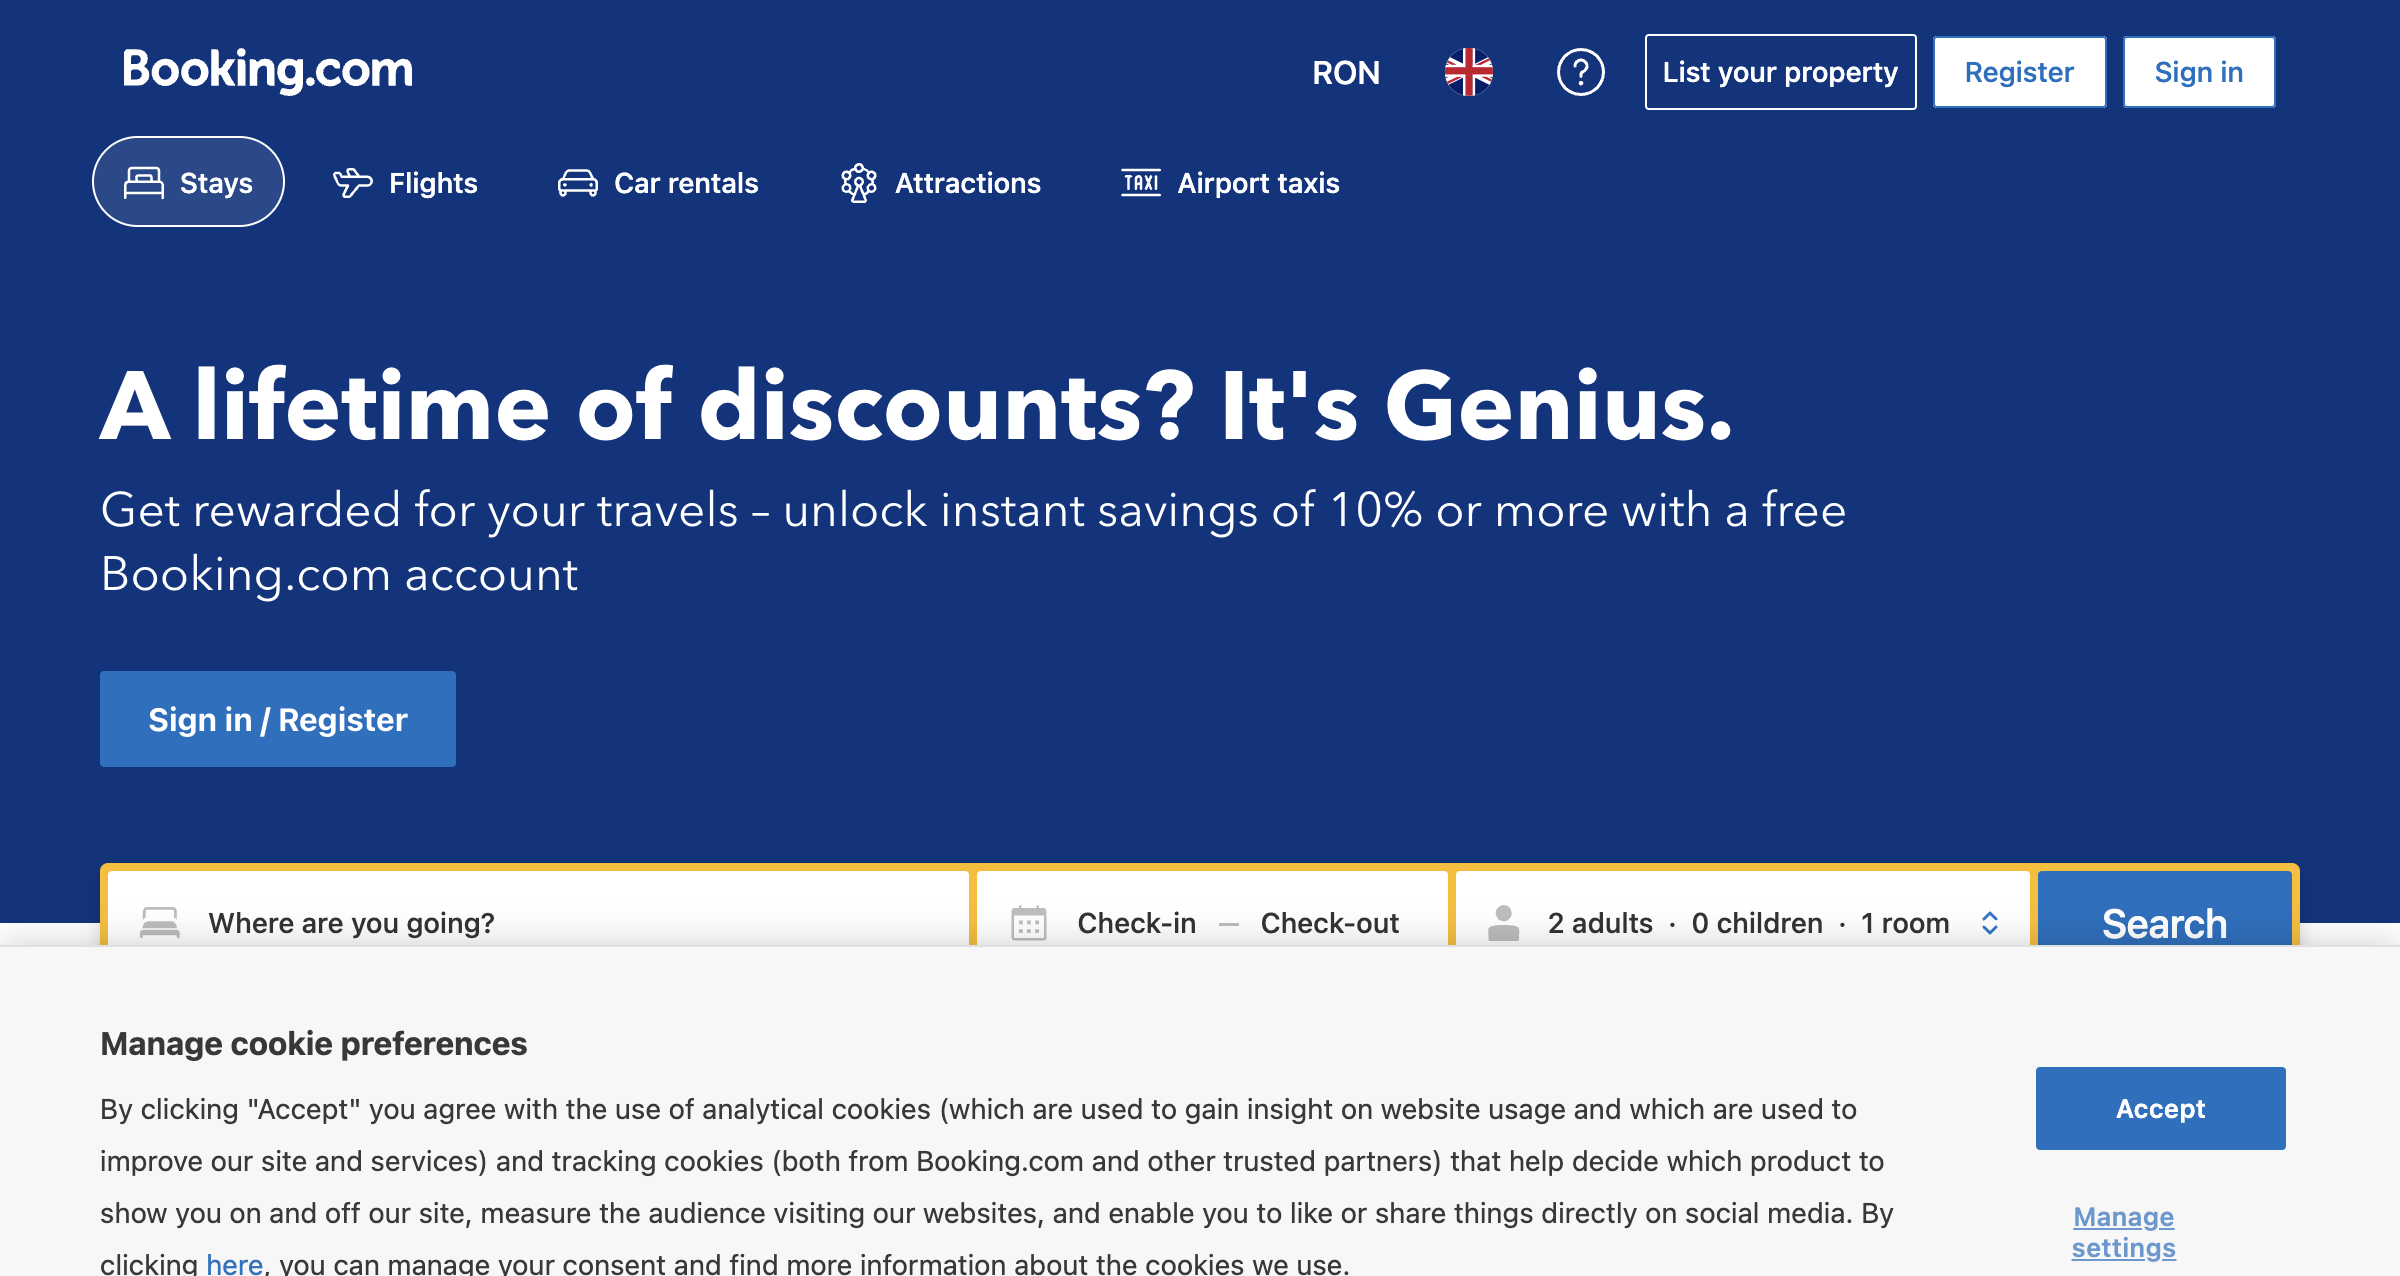 Booking.com
RON
List your property
Register
Sign in
Stays
Flights
Car rentals
Attractions
TAXI
Airport taxis
A lifetime of discounts? It's Genius.
Get rewarded for your travels – unlock instant savings of 10% or more with a free
Booking.com account
Sign in / Register
Where are you going?
Check-in — Check-out
2 adults · 0 children · 1 room
Search
Manage cookie preferences
By clicking "Accept" you agree with the use of analytical cookies (which are used to gain insight on website usage and which are used to
improve our site and services) and tracking cookies (both from Booking.com and other trusted partners) that help decide which product to
show you on and off our site, measure the audience visiting our websites, and enable you to like or share things directly on social media. By
clicking here, you can manage your consent and find more information about the cookies we use.
Accept
Manage
settings